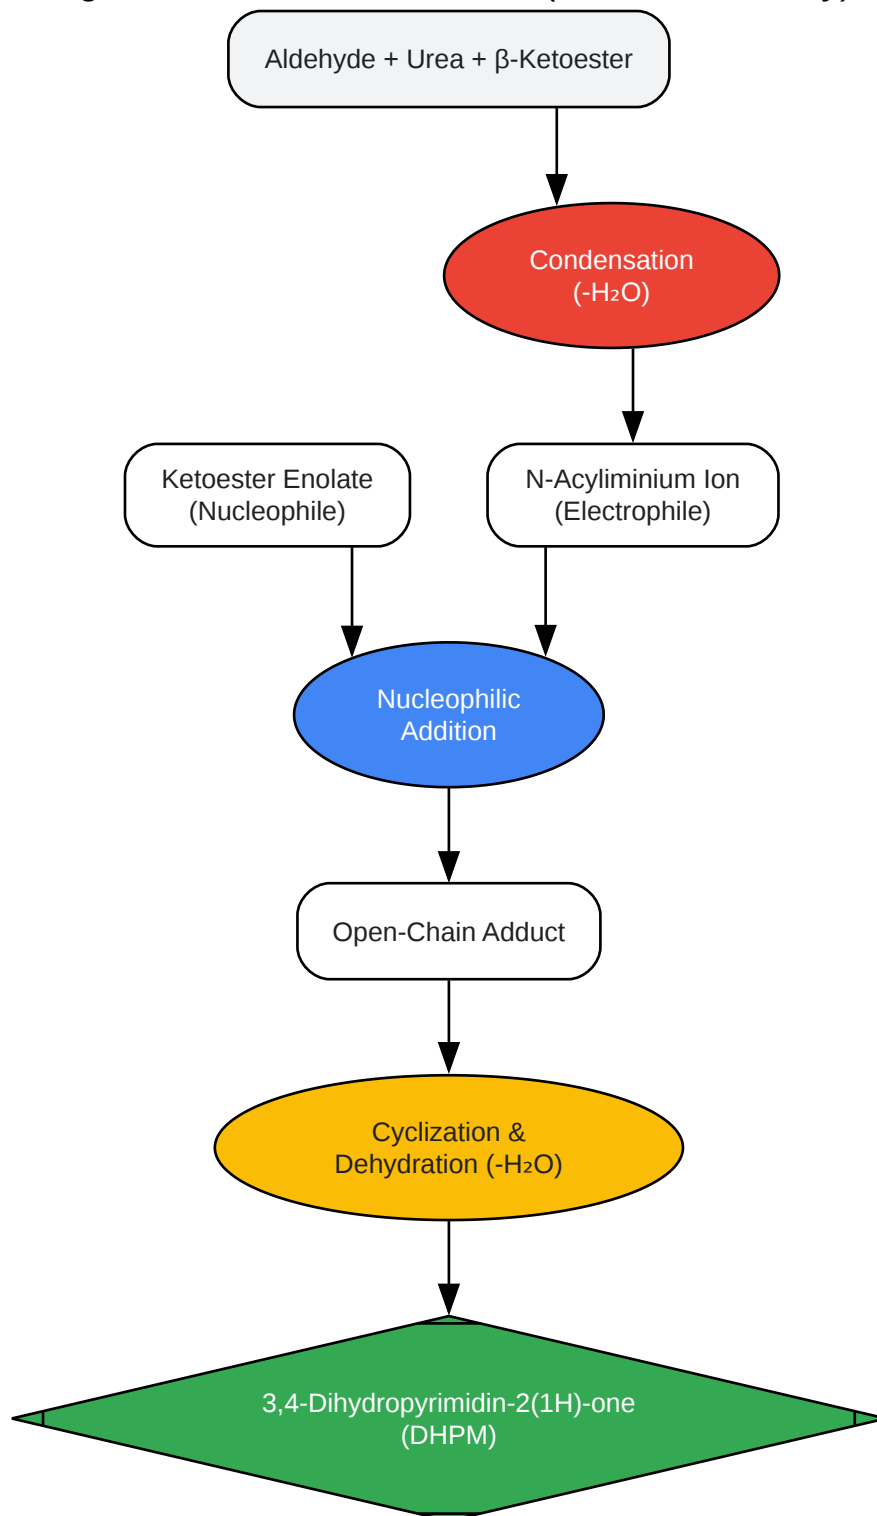 Aldehyde + Urea + β-Ketoester
Condensation
(-H₂O)
Ketoester Enolate
(Nucleophile)
N-Acyliminium Ion
(Electrophile)
Nucleophilic
Addition
Open-Chain Adduct
Cyclization &
Dehydration (-H₂O)
3,4-Dihydropyrimidin-2(1H)-one
(DHPM)